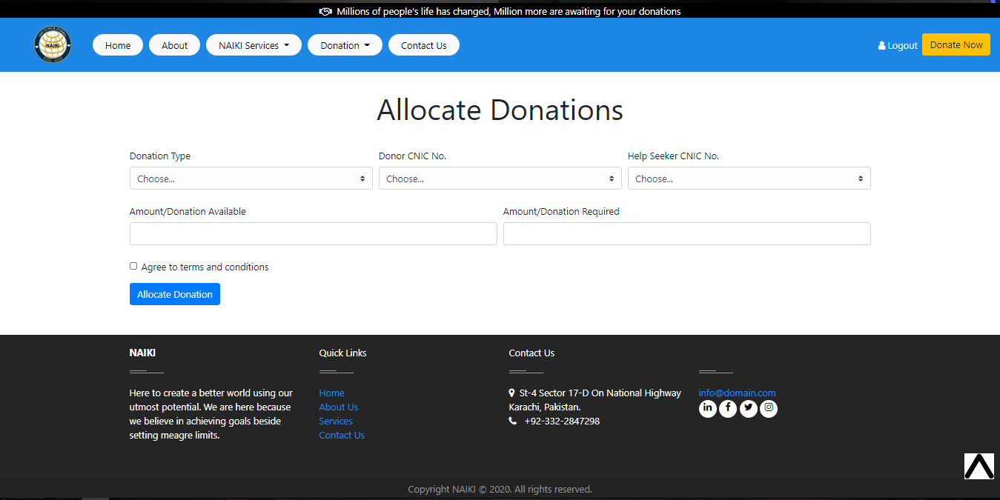 Millions of people's life has changed, Million more are awaiting for your donations
NAIKI
Home
About
NAIKI Services
Donation
Contact Us
Logout
Donate Now
Allocate Donations
Donation Type
Donor CNIC No.
Help Seeker CNIC No.
Choose...
Choose...
Choose...
Amount/Donation Available
Amount/Donation Required
Agree to terms and conditions
Allocate Donation
NAIKI
Here to create a better world using our
utmost potential. We are here because
we believe in achieving goals beside
setting meagre limits.
Quick Links
Home
About Us
Services
Contact Us
Contact Us
St-4 Sector 17-D On National Highway
Karachi, Pakistan.
+92-332-2847298
info@domain.com
Copyright NAIKI © 2020. All rights reserved.